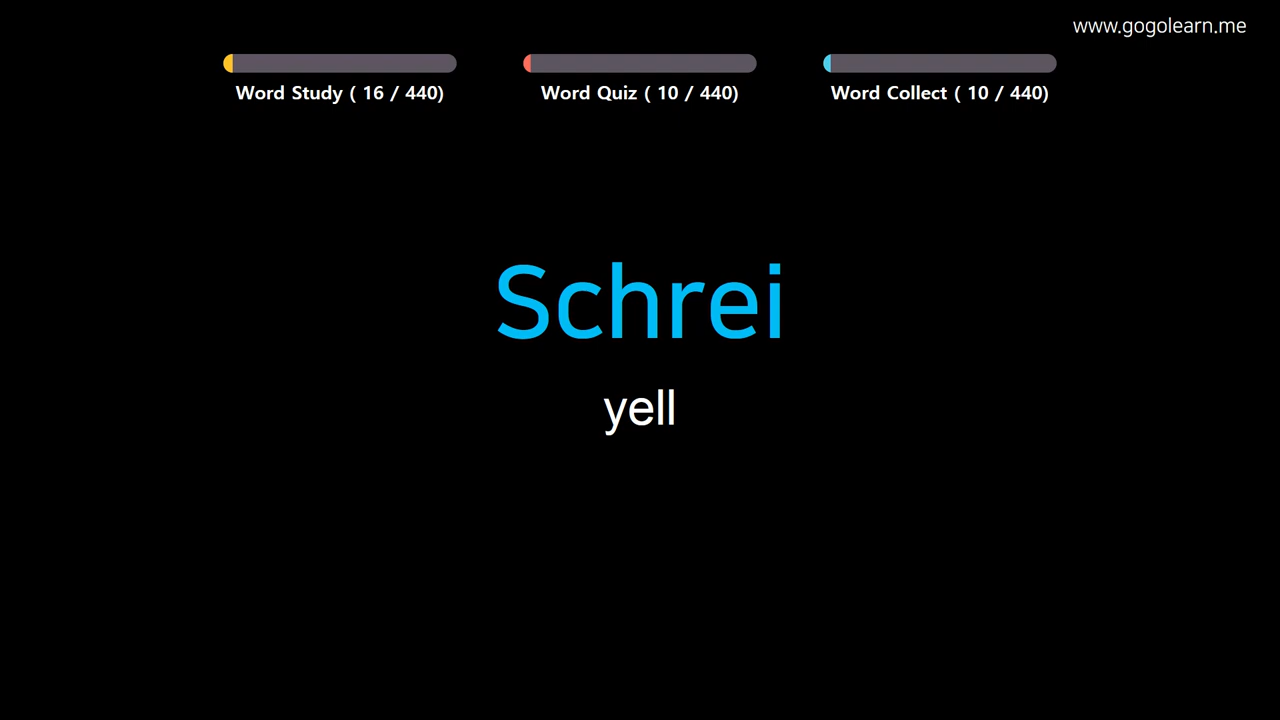 www.gogolearn.me
Word Study ( 16 / 440)
Word Quiz ( 10 / 440)
Word Collect ( 10 / 440)
Schrei
yell